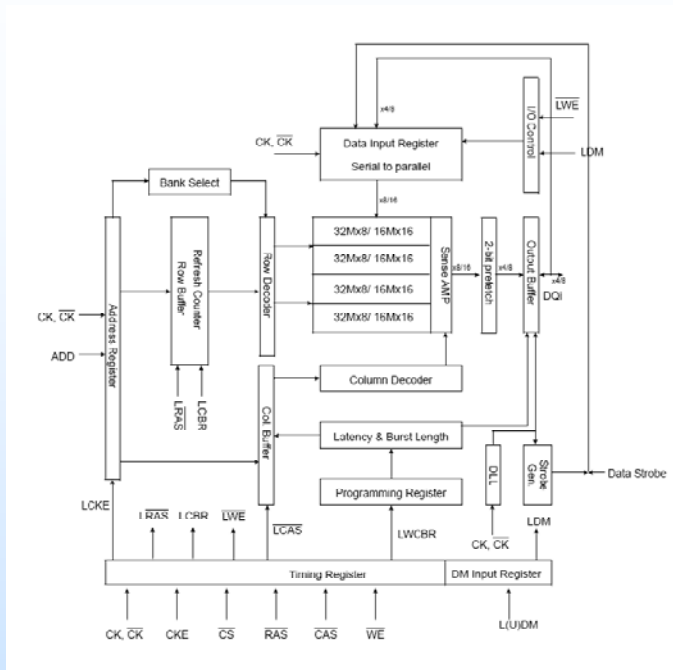 x4/8
LWE
I/O Control
CK, CK
Data Input Register
Serial to parallel
LDM
Bank Select
x8/16
Address Register
Refresh Counter
Row Buffer
Row Decoder
32Mx8/ 16Mx16
32Mx8/ 16Mx16
32Mx8/ 16Mx16
32Mx8/ 16Mx16
Sense AMP
x8/16
2-bit prefetch
x4/8
Output Buffer
x4/8
DQi
CK, CK
ADD
LRAS
LCBR
Column Decoder
Col. Buffer
Latency & Burst Length
Programming Register
DLL
Strobe
Gen.
Data Strobe
CK, CK
LDM
LCKE
LRAS
LCBR
LWE
LCAS
LWCBR
Timing Register
DM Input Register
CK, CK
CKE
CS
RAS
CAS
WE
L(U)DM